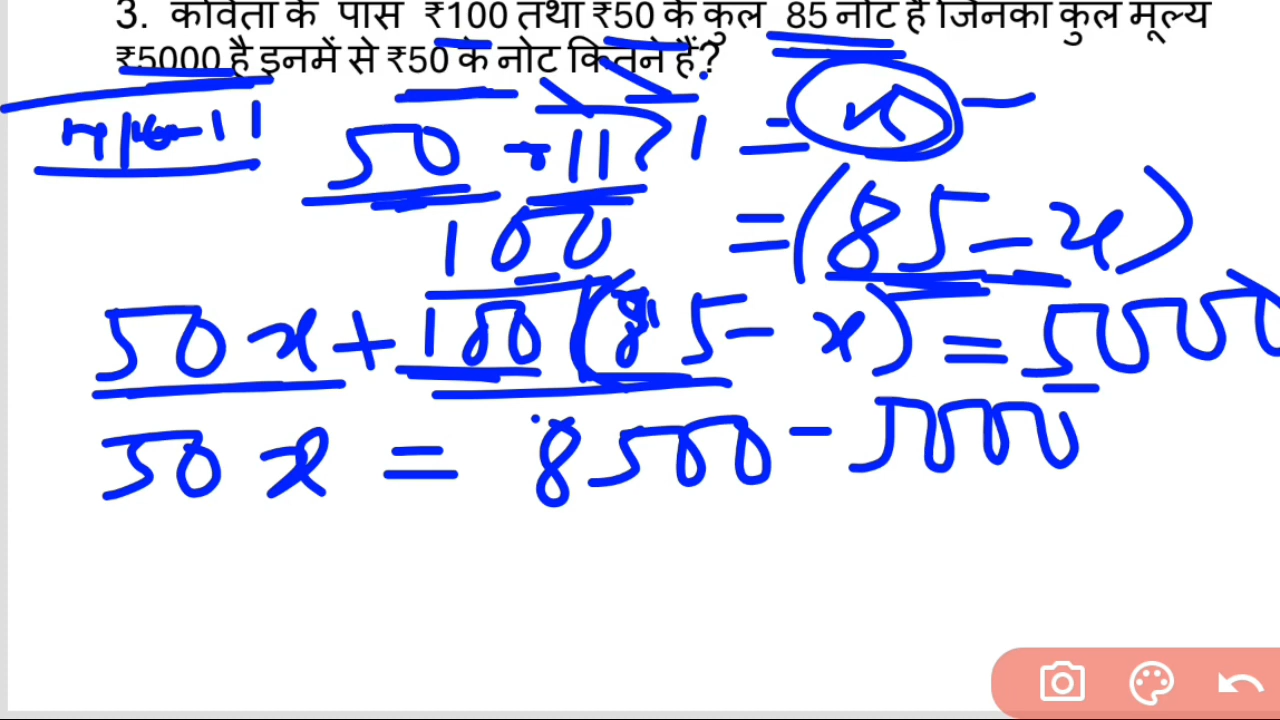 3. कविता के पास ₹100 तथा ₹50 के कुल 85 नोट हैं जिनका कुल मूल्य
₹5000 है इनमें से ₹50 के नोट कितने हैं?
50 = x
100 = (85 - x)
50x + 100 (85 - x) = 5000
50x = 8500 - 5000